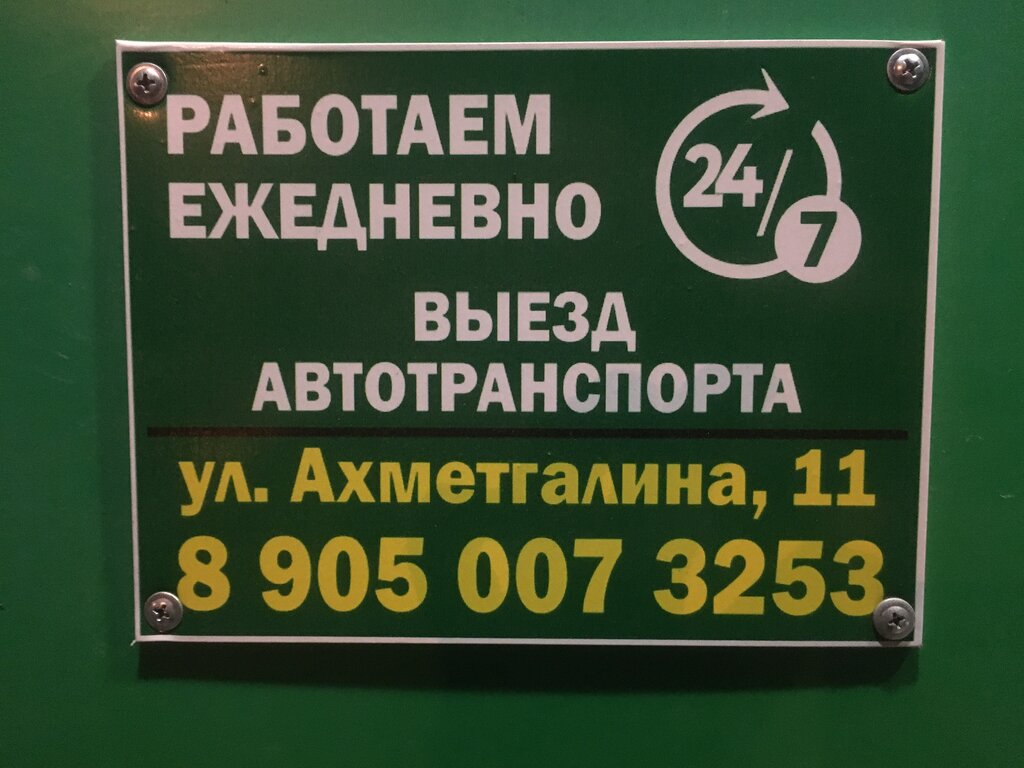 РАБОТАЕМ
ЕЖЕДНЕВНО
24/7
ВЫЕЗД
АВТОТРАНСПОРТА
ул. Ахметгалина, 11
8 905 007 3253